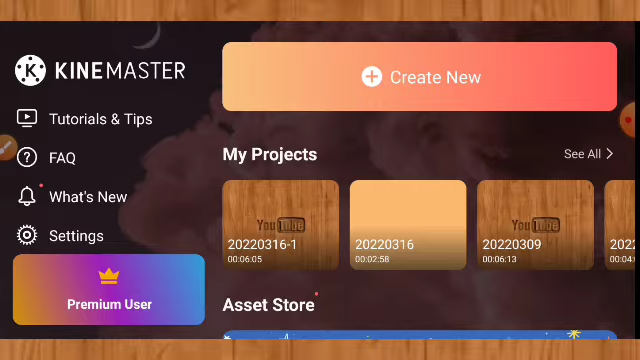 KINEMASTER
Create New
Tutorials & Tips
FAQ
What's New
Settings
Premium User
My Projects
See All
YouTube
20220316-1
00:06:05
20220316
00:02:58
YouTube
20220309
00:06:13
Asset Store